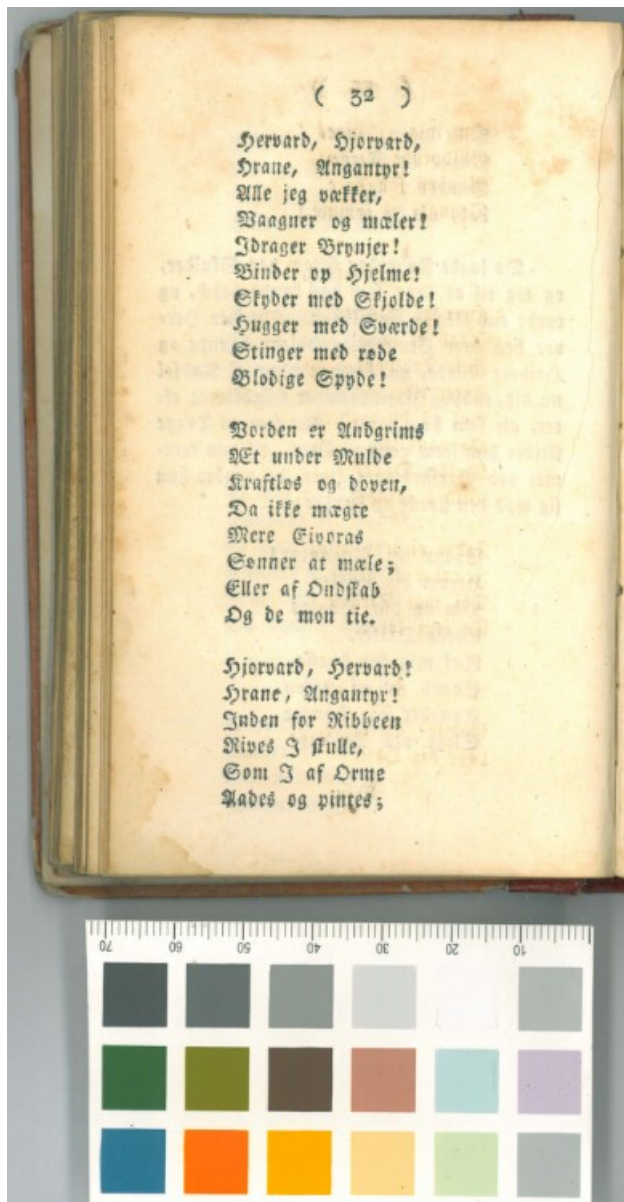 ( 32 )
Hervard, Hjorvard,
Hrane, Angantyr!
Alle jeg vækker,
Vaagner og mæler!
Idrager Brynjer!
Binder op Hjelme!
Skyder med Skjolde!
Hugger med Sværde!
Stinger med røde
Blodige Spyde!
Vorden er Andgrims
Æt under Mulde
Kraftløs og doven,
Da ikke mægte
Mere Eivoras
Sønner at mæle;
Eller af Ondskab
Og de mon tie.
Hjorvard, Hervard!
Hrane, Angantyr!
Inden for Ribbeen
Rives I skulle,
Som I af Orme
Aades og pintes;
70 60 50 40 30 20 10